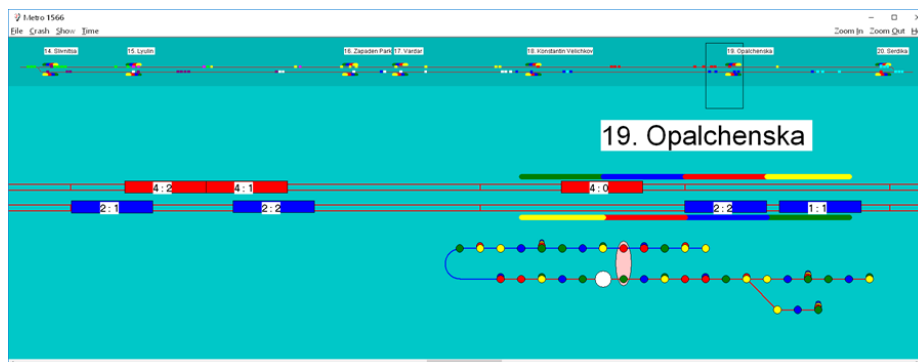 Metro 1566
File Crash Show Time Zoom In Zoom Out
14. Slivnitsa 15. Lyulin 16. Zapaden Park 17. Vardar 18. Konstantin Velichkov 19. Opalchenska 20. Serdika
19. Opalchenska
4 : 2 4 : 1 4 : 0
2 : 1 2 : 2 2 : 2 1 : 1